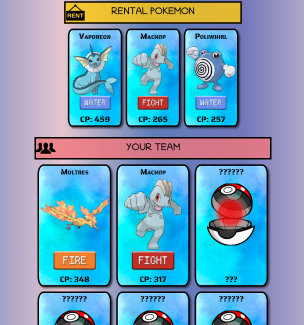 RENT
RENTAL POKEMON
Vaporeon
Machop
Poliwhirl
WATER
FIGHT
WATER
CP: 459
CP: 265
CP: 257
YOUR TEAM
Moltres
Machop
??????
FIRE
FIGHT
CP: 348
CP: 317
???
??????
??????
??????